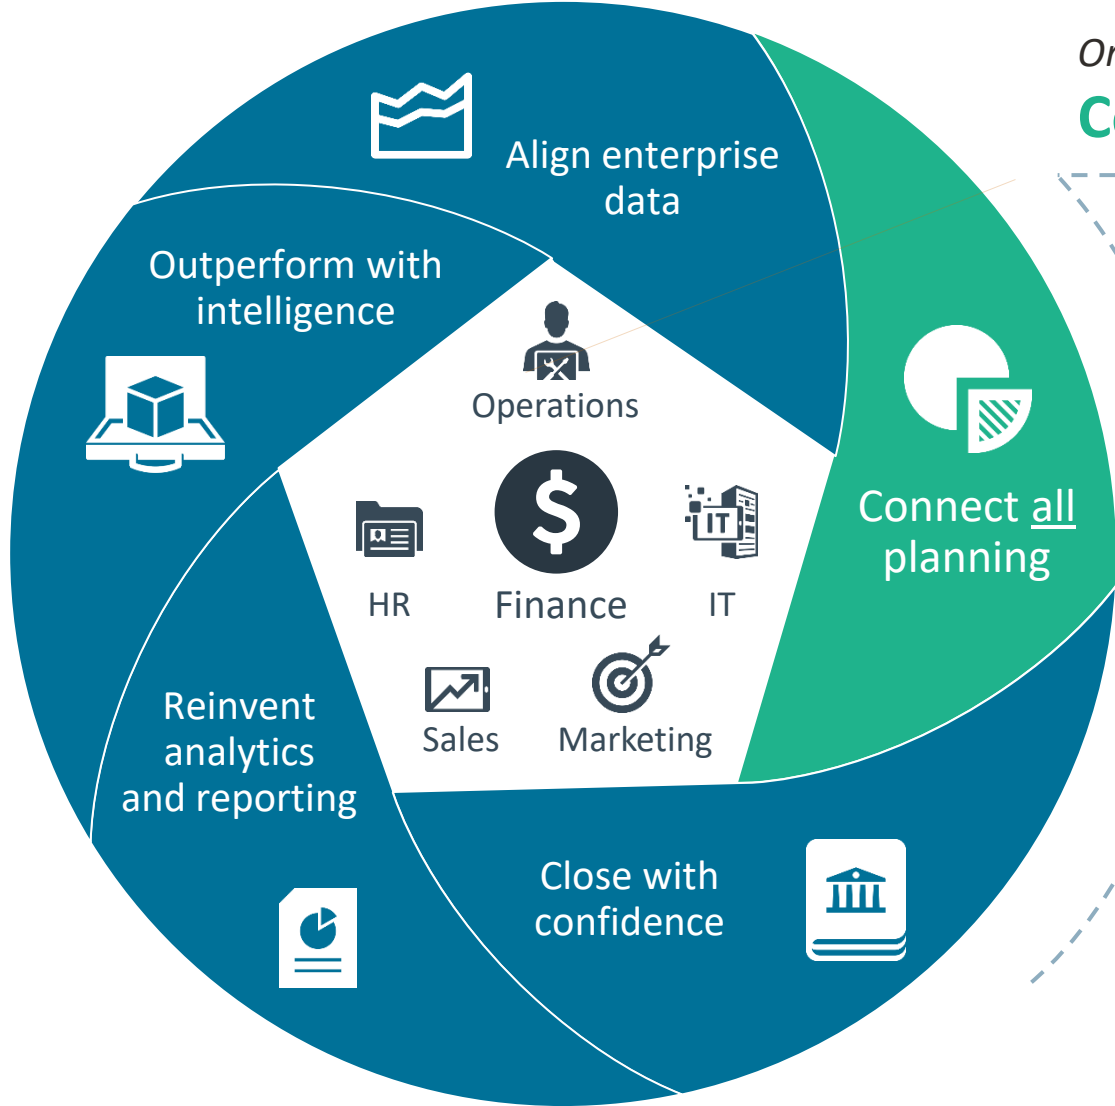 Align enterprise
data
Outperform with
intelligence
Operations
Connect all
planning
IT
HR
Finance
IT
Sales
Marketing
Reinvent
analytics
and reporting
Close with
confidence